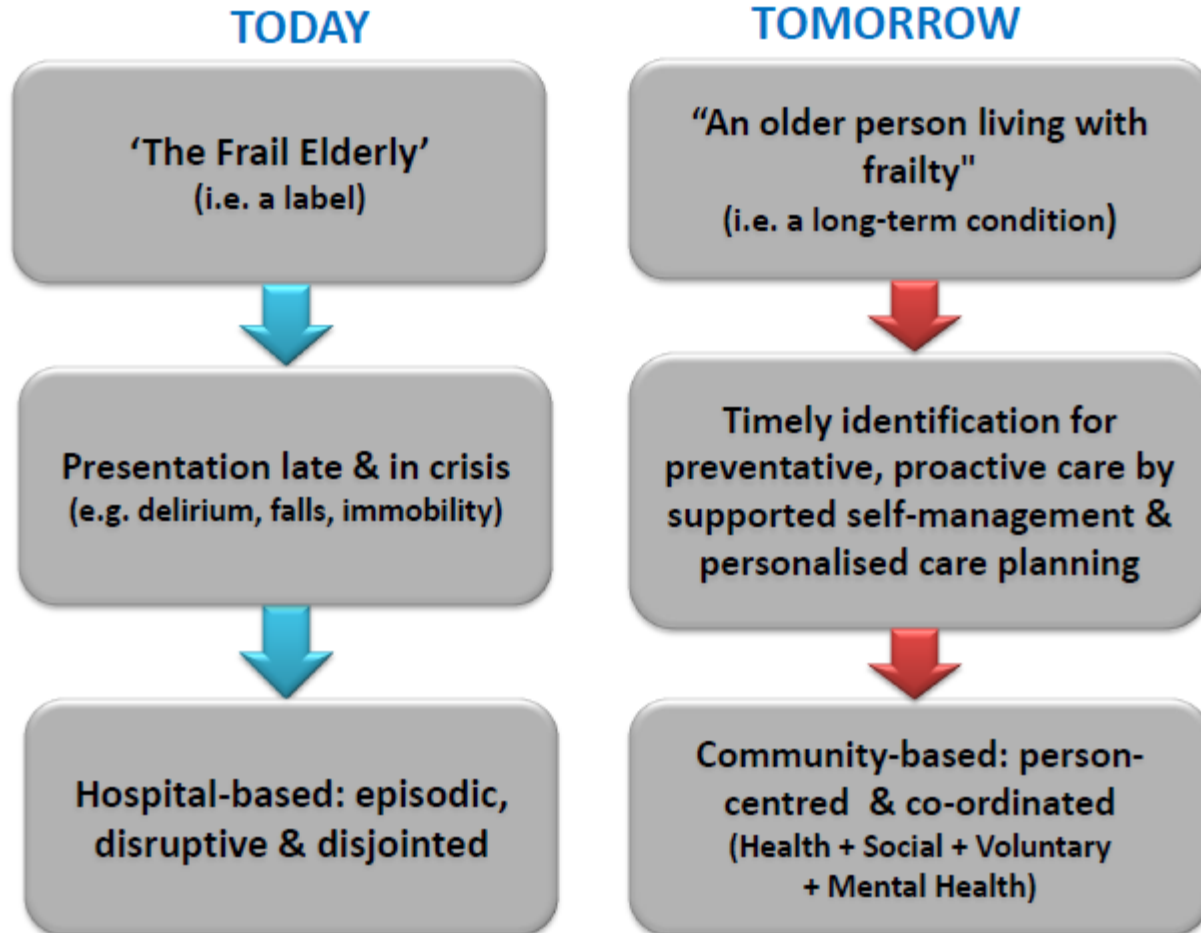 TODAY
‘The Frail Elderly’
(i.e. a label)
Presentation late & in crisis
(e.g. delirium, falls, immobility)
Hospital-based: episodic,
disruptive & disjointed
TOMORROW
“An older person living with
frailty"
(i.e. a long-term condition)
Timely identification for
preventative, proactive care by
supported self-management &
personalised care planning
Community-based: person-
centred & co-ordinated
(Health + Social + Voluntary
+ Mental Health)